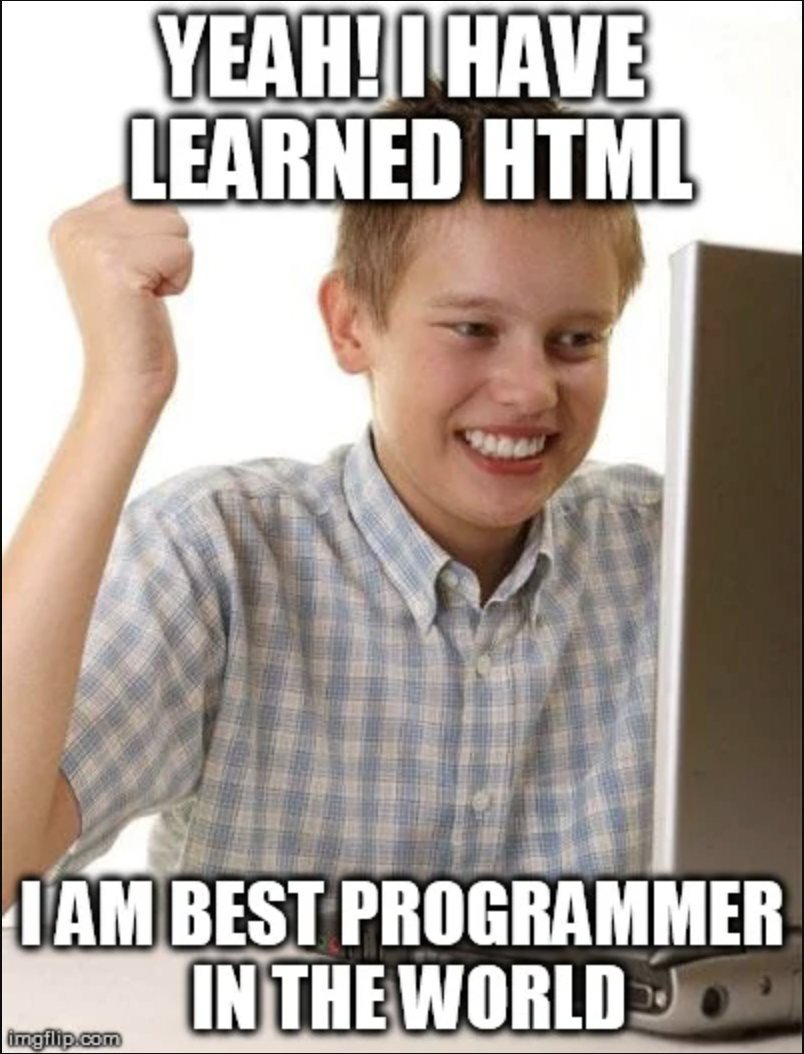 YEAH! I HAVE
LEARNED HTML
I AM BEST PROGRAMMER
IN THE WORLD
imgflip.com